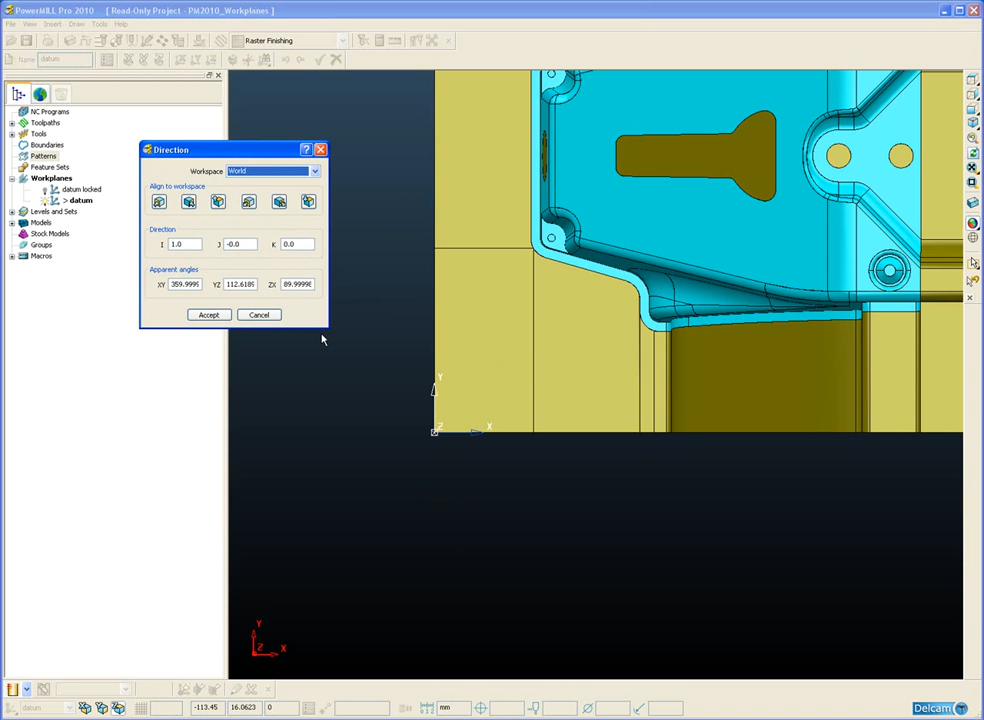 PowerMILL Pro 2010 [ Read-Only Project - PM2010_Workplanes ]
File View Insert Draw Tools Help
Raster Finishing
Name datum
NC Programs
Toolpaths
Tools
Boundaries
Patterns
Feature Sets
Workplanes
datum locked
> datum
Levels and Sets
Models
Stock Models
Groups
Macros
Direction
Workspace World
Align to workspace
Direction
I 1.0 J -0.0 K 0.0
Apparent angles
XY 359.9999 YZ 112.6189 ZX 89.99998
Accept Cancel
Y
Z X
Y
Z X
datum -113.45 16.0623 0 mm Delcam